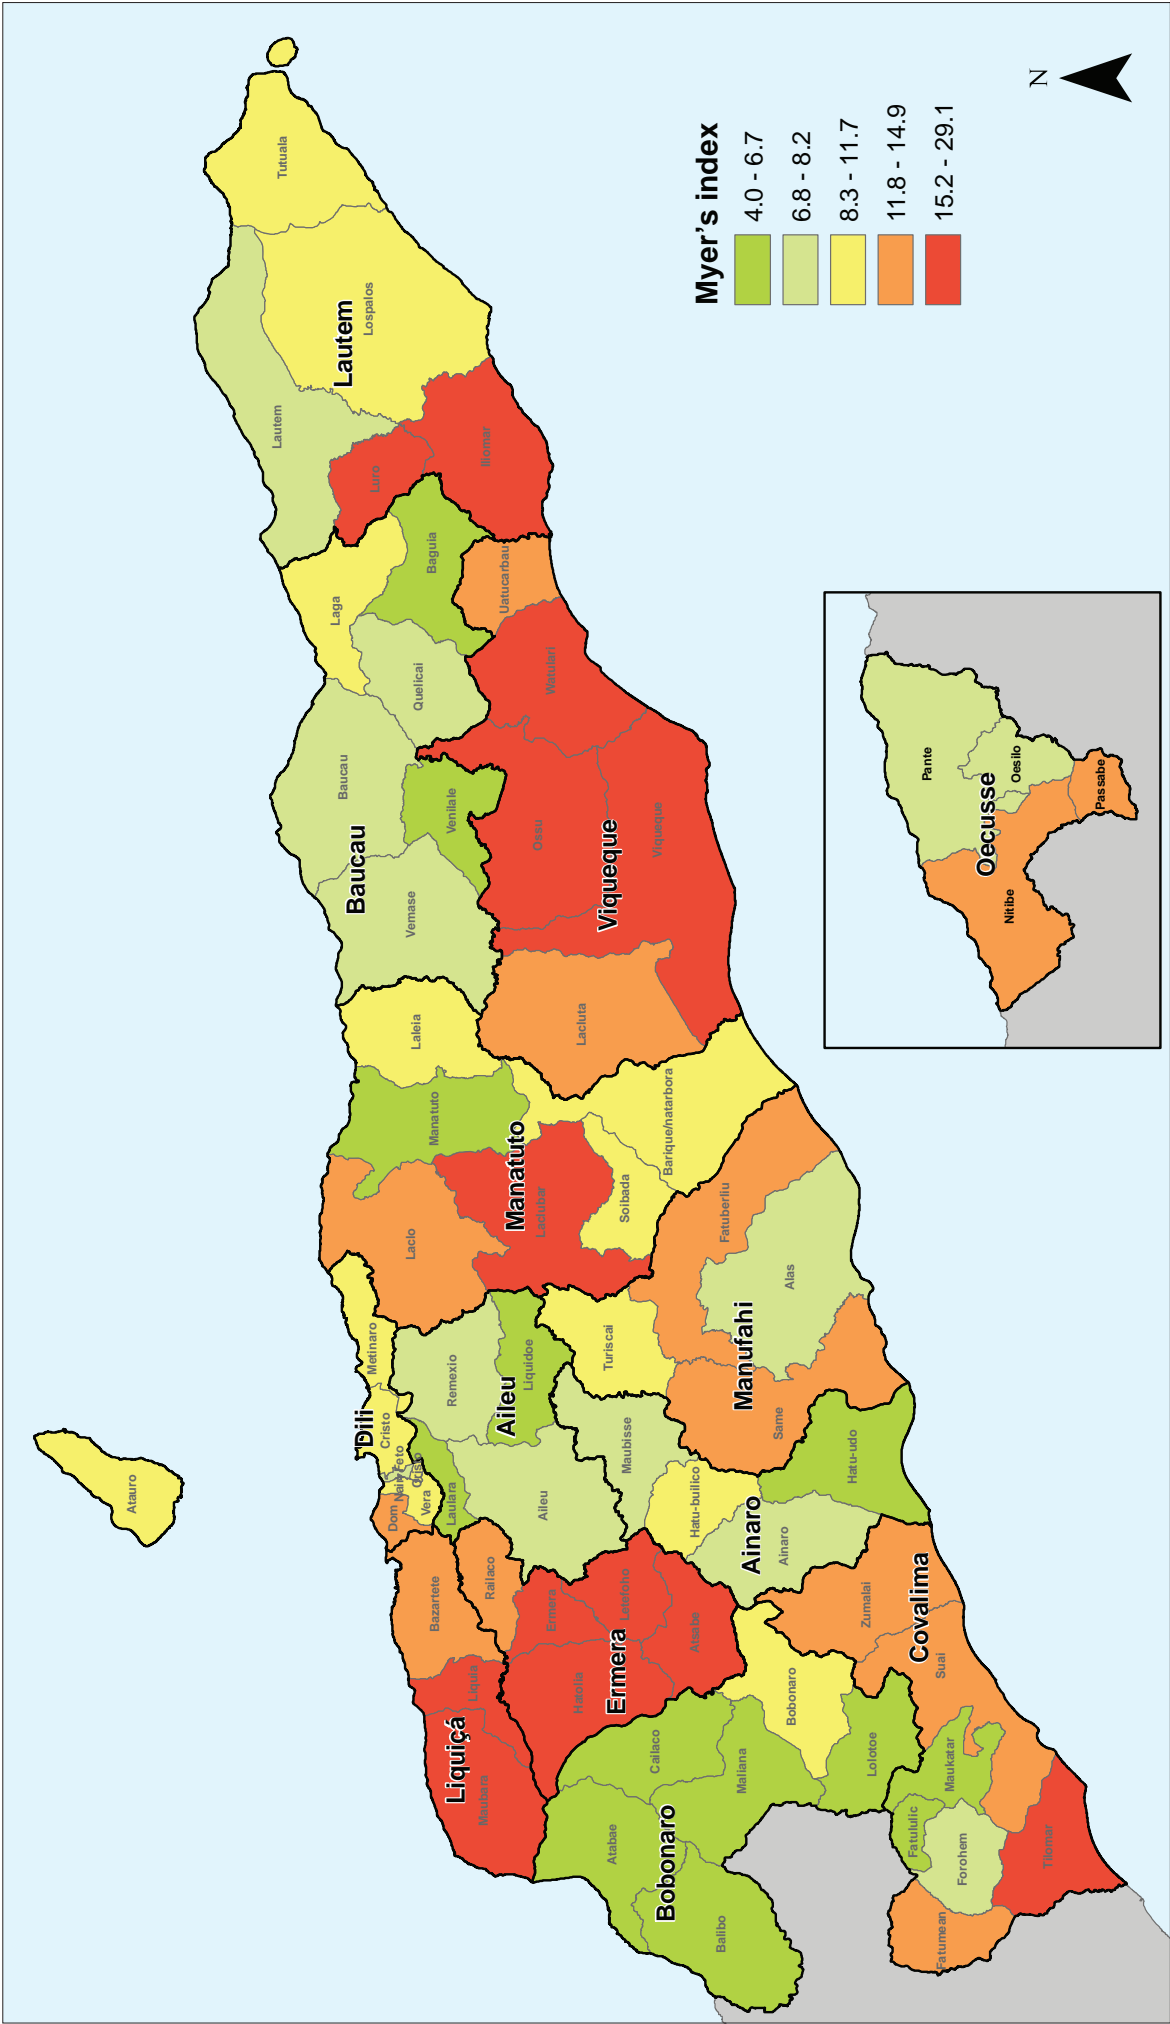 N
Myer's index
4.0 - 6.7
6.8 - 8.2
8.3 - 11.7
11.8 - 14.9
15.2 - 29.1
Atauro
Tutuala
Lospalos
Lautem
Lautem
Luro
Iliomar
Laga
Baguia
Quelicai
Baucau
Baucau
Venilale
Vemase
Uatucarbau
Watulari
Ossu
Viqueque
Viqueque
Lacluta
Laleia
Manatuto
Manatuto
Laclo
Laclubar
Soibada
Barique/natarbora
Metinaro
Dili
Cristo
Feto
Nain
Dom
Vera
Remexio
Liquidoe
Aileu
Aileu
Laulara
Turiscai
Fatuberliu
Alas
Manufahi
Same
Maubisse
Hatu-builico
Hatu-udo
Ainaro
Ainaro
Bazartete
Liquia
Liquiçá
Maubara
Railaco
Ermera
Letefoho
Hatolia
Ermera
Atsabe
Cailaco
Maliana
Bobonaro
Lolotoe
Atabae
Bobonaro
Balibo
Zumalai
Covalima
Suai
Maukatar
Fatululic
Forohem
Tilomar
Fatumean
Pante
Oesilo
Oecusse
Passabe
Nitibe